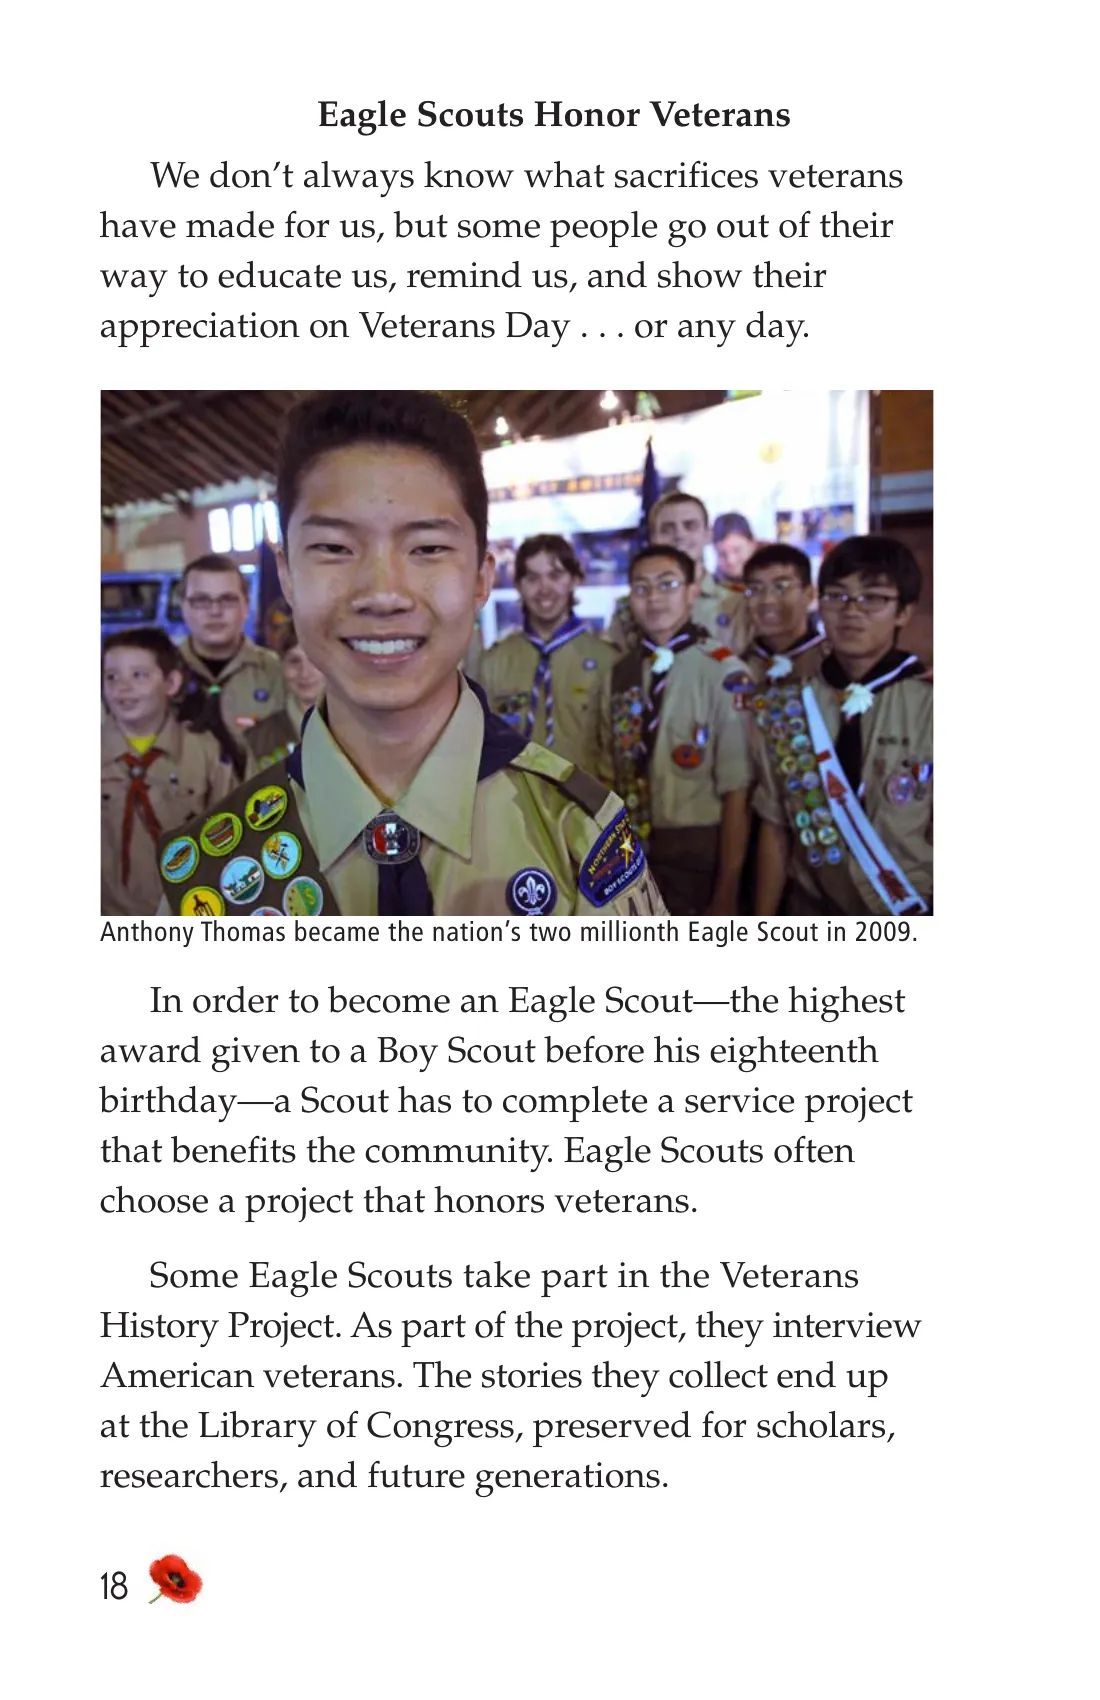 Eagle Scouts Honor Veterans
We don’t always know what sacrifices veterans
have made for us, but some people go out of their
way to educate us, remind us, and show their
appreciation on Veterans Day . . . or any day.
Anthony Thomas became the nation’s two millionth Eagle Scout in 2009.
In order to become an Eagle Scout—the highest
award given to a Boy Scout before his eighteenth
birthday—a Scout has to complete a service project
that benefits the community. Eagle Scouts often
choose a project that honors veterans.
Some Eagle Scouts take part in the Veterans
History Project. As part of the project, they interview
American veterans. The stories they collect end up
at the Library of Congress, preserved for scholars,
researchers, and future generations.
18